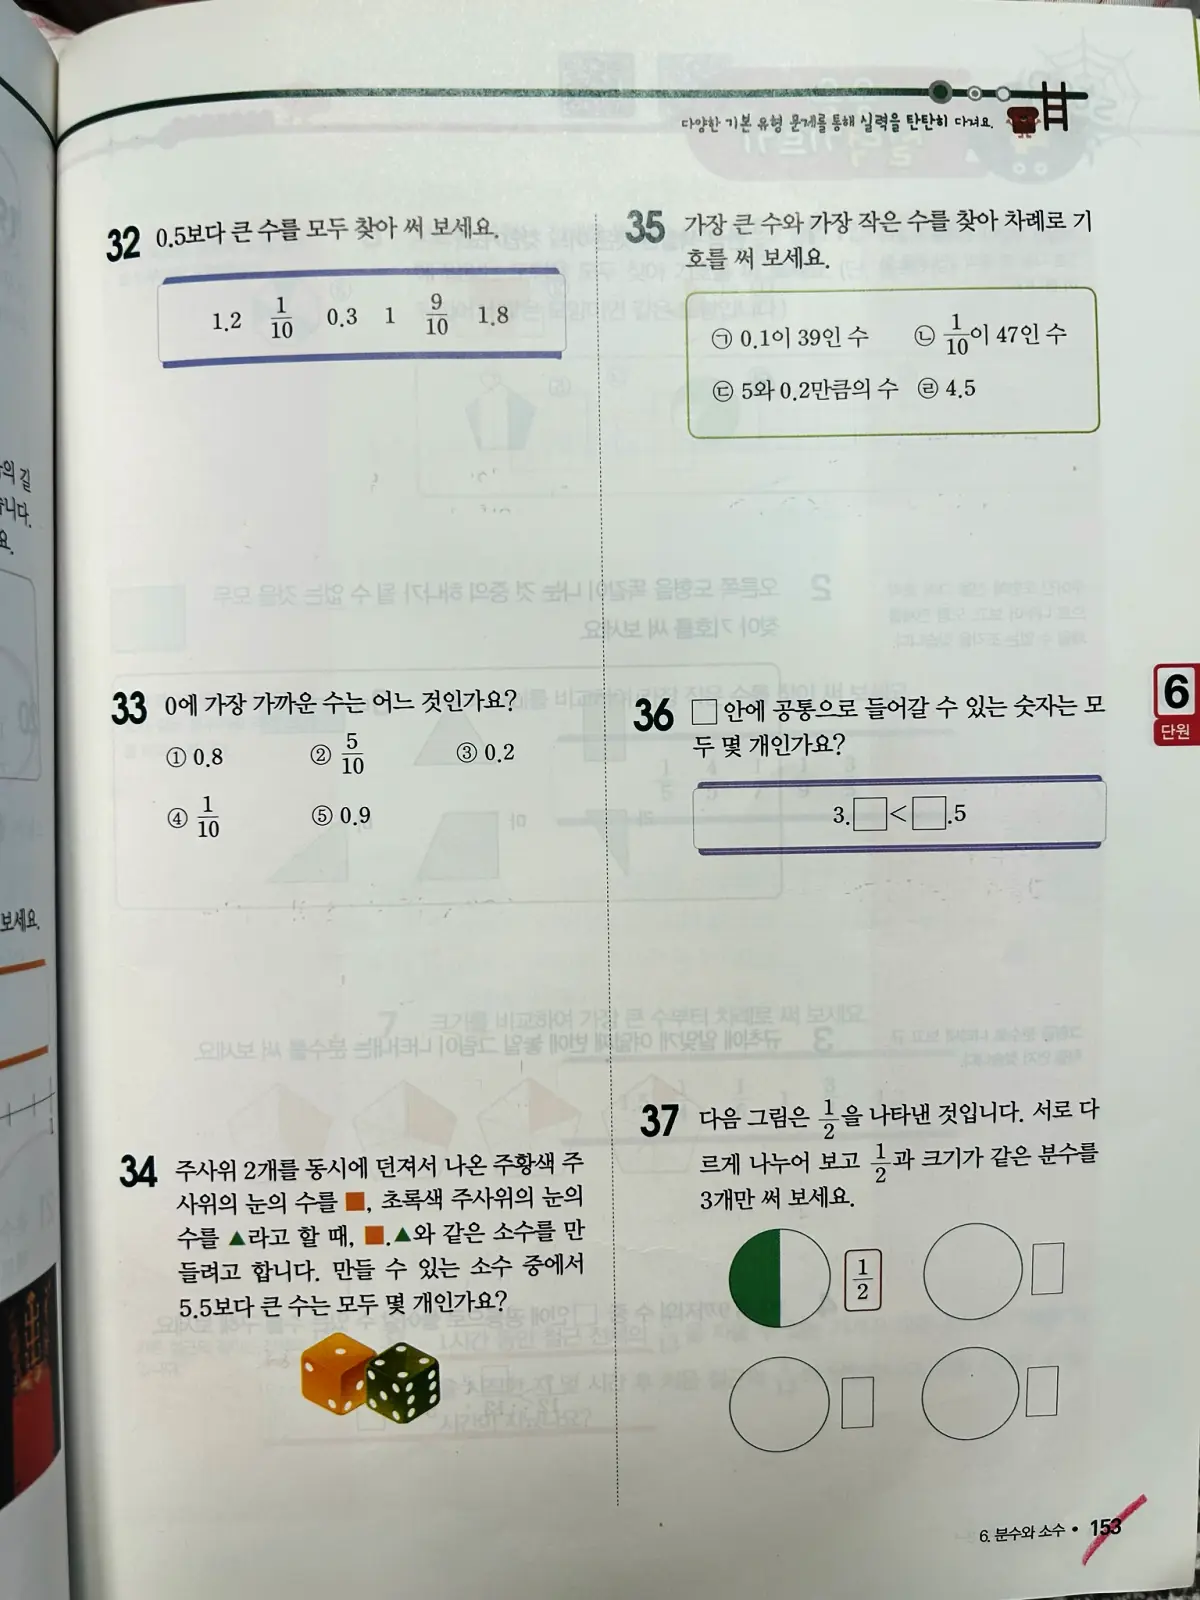 다양한 기본 유형 문제를 통해 실력을 탄탄히 다져요.
32 0.5보다 큰 수를 모두 찾아 써 보세요.
1.2 1/10 0.3 1 9/10 1.8
33 0에 가장 가까운 수는 어느 것인가요?
① 0.8 ② 5/10 ③ 0.2
④ 1/10 ⑤ 0.9
34 주사위 2개를 동시에 던져서 나온 주황색 주
사위의 눈의 수를 ■, 초록색 주사위의 눈의
수를 ▲라고 할 때, ■.▲와 같은 소수를 만
들려고 합니다. 만들 수 있는 소수 중에서
5.5보다 큰 수는 모두 몇 개인가요?
35 가장 큰 수와 가장 작은 수를 찾아 차례로 기
호를 써 보세요.
㉠ 0.1이 39인 수 ㉡ 1/10이 47인 수
㉢ 5와 0.2만큼의 수 ㉣ 4.5
36 □ 안에 공통으로 들어갈 수 있는 숫자는 모
두 몇 개인가요?
3.□<□.5
37 다음 그림은 1/2을 나타낸 것입니다. 서로 다
르게 나누어 보고 1/2과 크기가 같은 분수를
3개만 써 보세요.
1/2
6
단원
6. 분수와 소수 • 153
의 길
습니다.
요.
보세요.